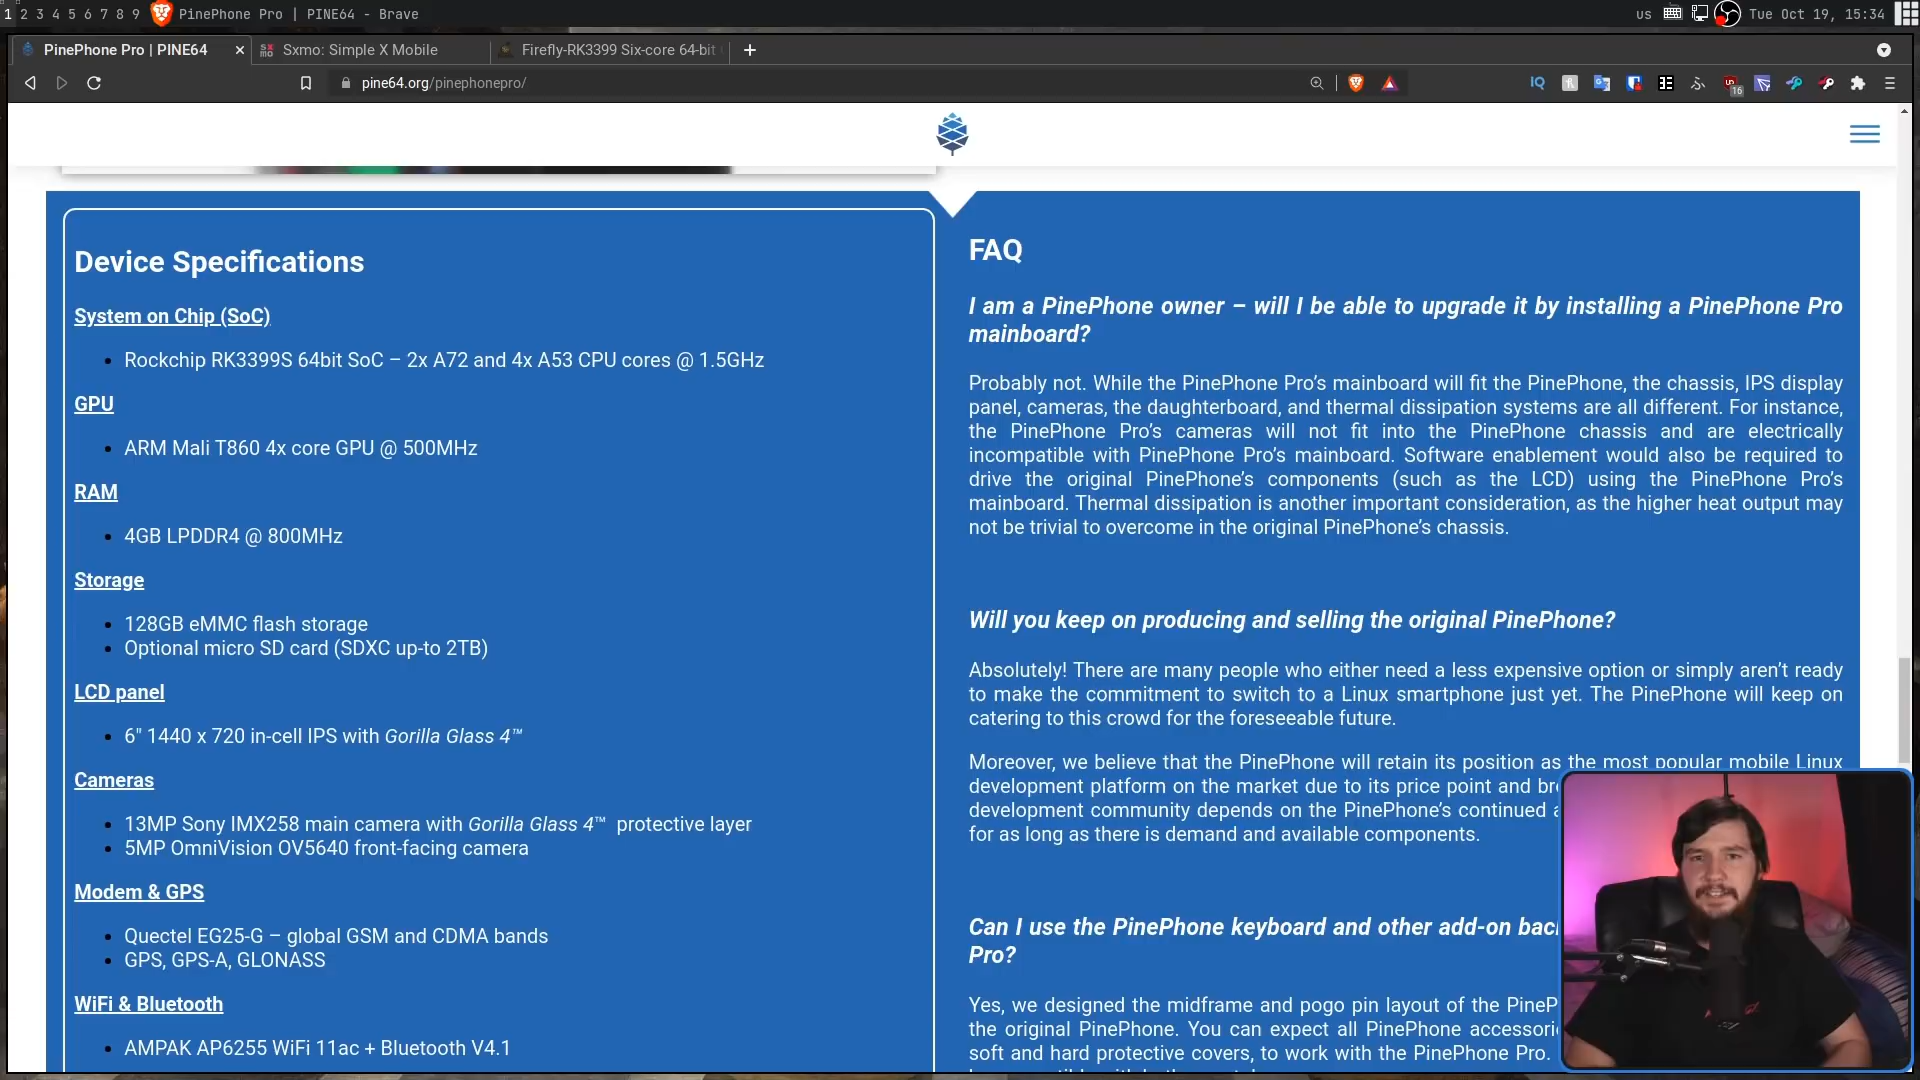 1 2 3 4 5 6 7 8 9 PinePhone Pro | PINE64 - Brave
us Tue Oct 19, 15:34
PinePhone Pro | PINE64
Sxmo: Simple X Mobile
Firefly-RK3399 Six-core 64-bit
pine64.org/pinephonepro/
IQ
16
Device Specifications
System on Chip (SoC)
• Rockchip RK3399S 64bit SoC – 2x A72 and 4x A53 CPU cores @ 1.5GHz
GPU
• ARM Mali T860 4x core GPU @ 500MHz
RAM
• 4GB LPDDR4 @ 800MHz
Storage
• 128GB eMMC flash storage
• Optional micro SD card (SDXC up-to 2TB)
LCD panel
• 6" 1440 x 720 in-cell IPS with Gorilla Glass 4™
Cameras
• 13MP Sony IMX258 main camera with Gorilla Glass 4™ protective layer
• 5MP OmniVision OV5640 front-facing camera
Modem & GPS
• Quectel EG25-G – global GSM and CDMA bands
• GPS, GPS-A, GLONASS
WiFi & Bluetooth
• AMPAK AP6255 WiFi 11ac + Bluetooth V4.1
FAQ
I am a PinePhone owner – will I be able to upgrade it by installing a PinePhone Pro
mainboard?
Probably not. While the PinePhone Pro’s mainboard will fit the PinePhone, the chassis, IPS display
panel, cameras, the daughterboard, and thermal dissipation systems are all different. For instance,
the PinePhone Pro’s cameras will not fit into the PinePhone chassis and are electrically
incompatible with PinePhone Pro’s mainboard. Software enablement would also be required to
drive the original PinePhone’s components (such as the LCD) using the PinePhone Pro’s
mainboard. Thermal dissipation is another important consideration, as the higher heat output may
not be trivial to overcome in the original PinePhone’s chassis.
Will you keep on producing and selling the original PinePhone?
Absolutely! There are many people who either need a less expensive option or simply aren’t ready
to make the commitment to switch to a Linux smartphone just yet. The PinePhone will keep on
catering to this crowd for the foreseeable future.
Moreover, we believe that the PinePhone will retain its position as the most popular mobile Linux
development platform on the market due to its price point and br
development community depends on the PinePhone’s continued a
for as long as there is demand and available components.
Can I use the PinePhone keyboard and other add-on bac
Pro?
Yes, we designed the midframe and pogo pin layout of the PineP
the original PinePhone. You can expect all PinePhone accessori
soft and hard protective covers, to work with the PinePhone Pro.